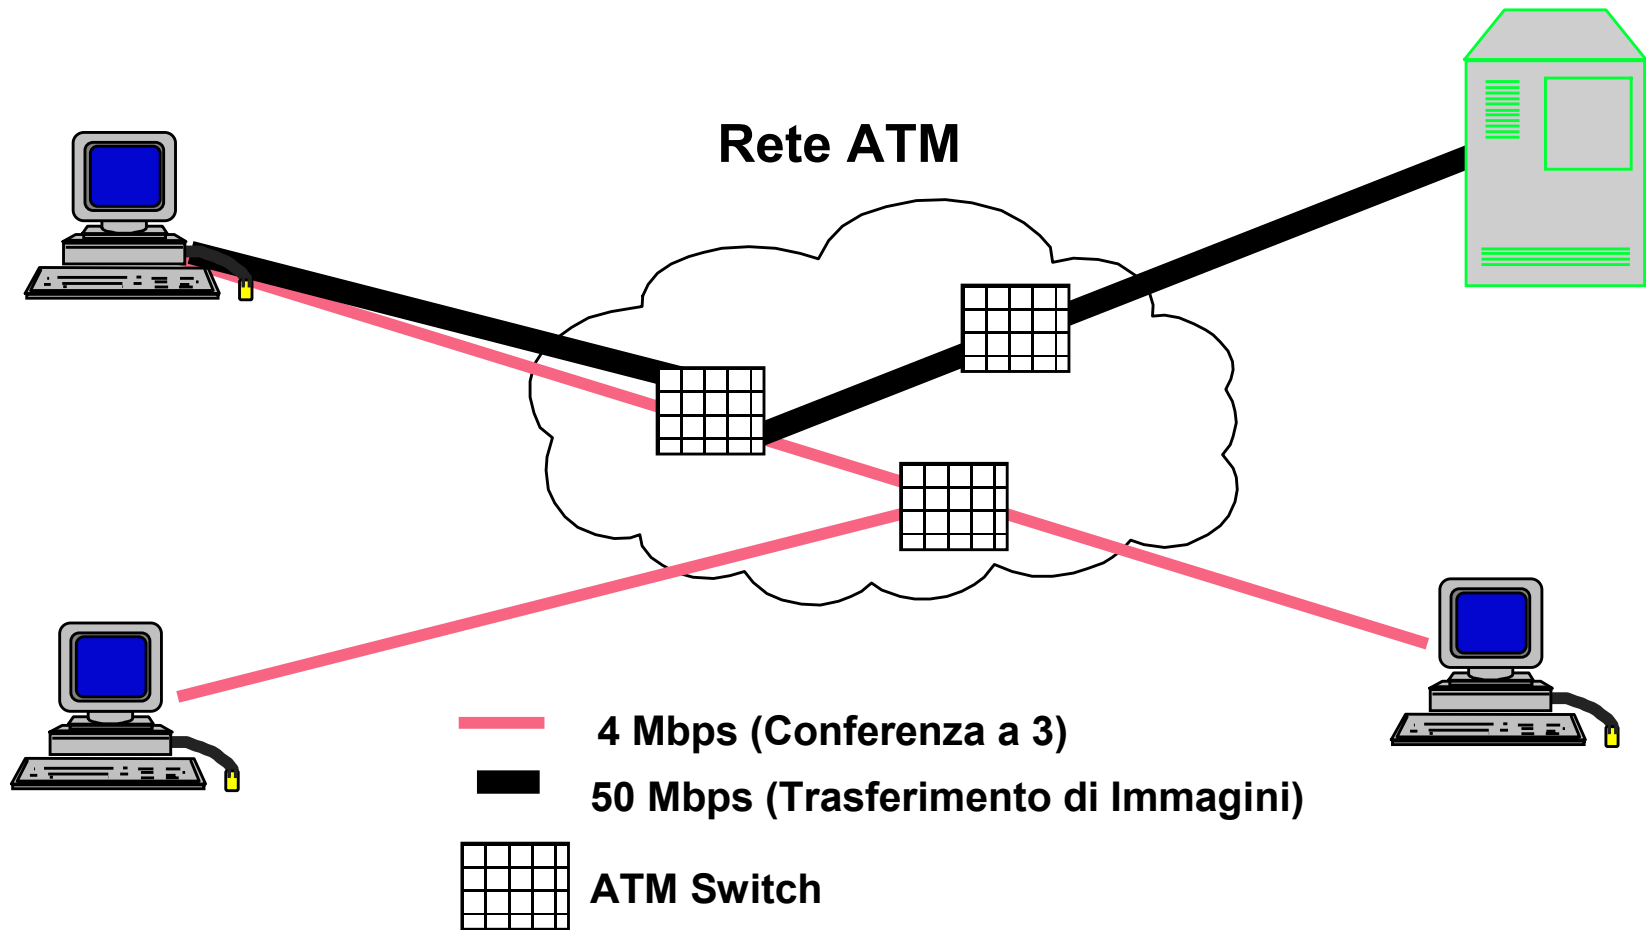 Rete ATM
4 Mbps (Conferenza a 3)
50 Mbps (Trasferimento di Immagini)
ATM Switch